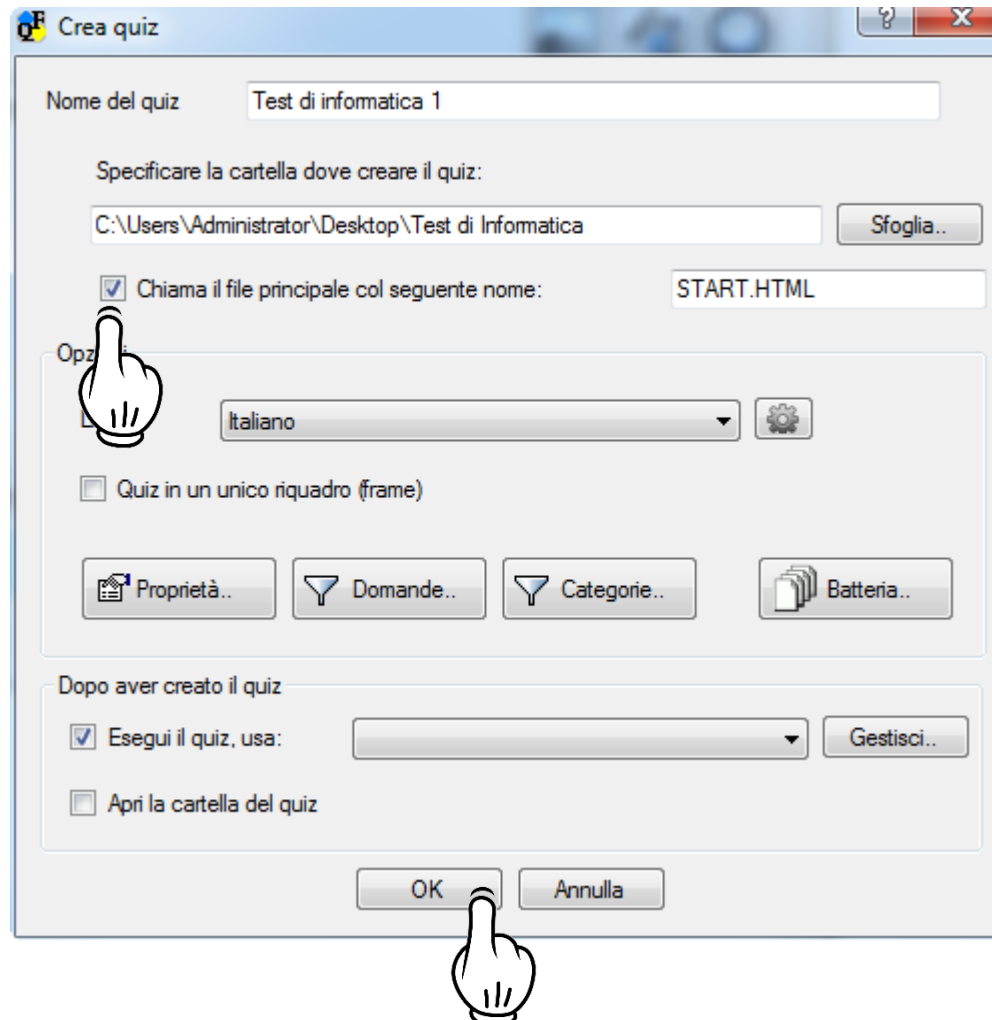 Crea quiz
Nome del quiz Test di informatica 1
Specificare la cartella dove creare il quiz:
C:\Users\Administrator\Desktop\Test di Informatica Sfoglia..
Chiama il file principale col seguente nome: START.HTML
Italiano
Quiz in un unico riquadro (frame)
Proprietà.. Domande.. Categorie.. Batteria..
Dopo aver creato il quiz
Esegui il quiz, usa: Gestisci..
Apri la cartella del quiz
OK Annulla